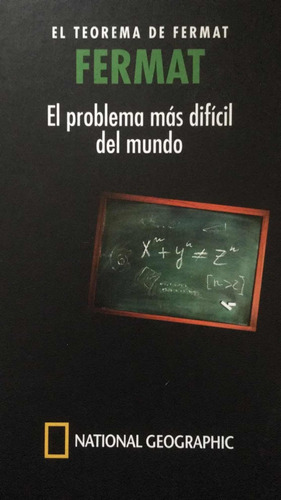 EL TEOREMA DE FERMAT
FERMAT
El problema más difícil
del mundo
xⁿ + yⁿ ≠ zⁿ
[n>2]
NATIONAL GEOGRAPHIC